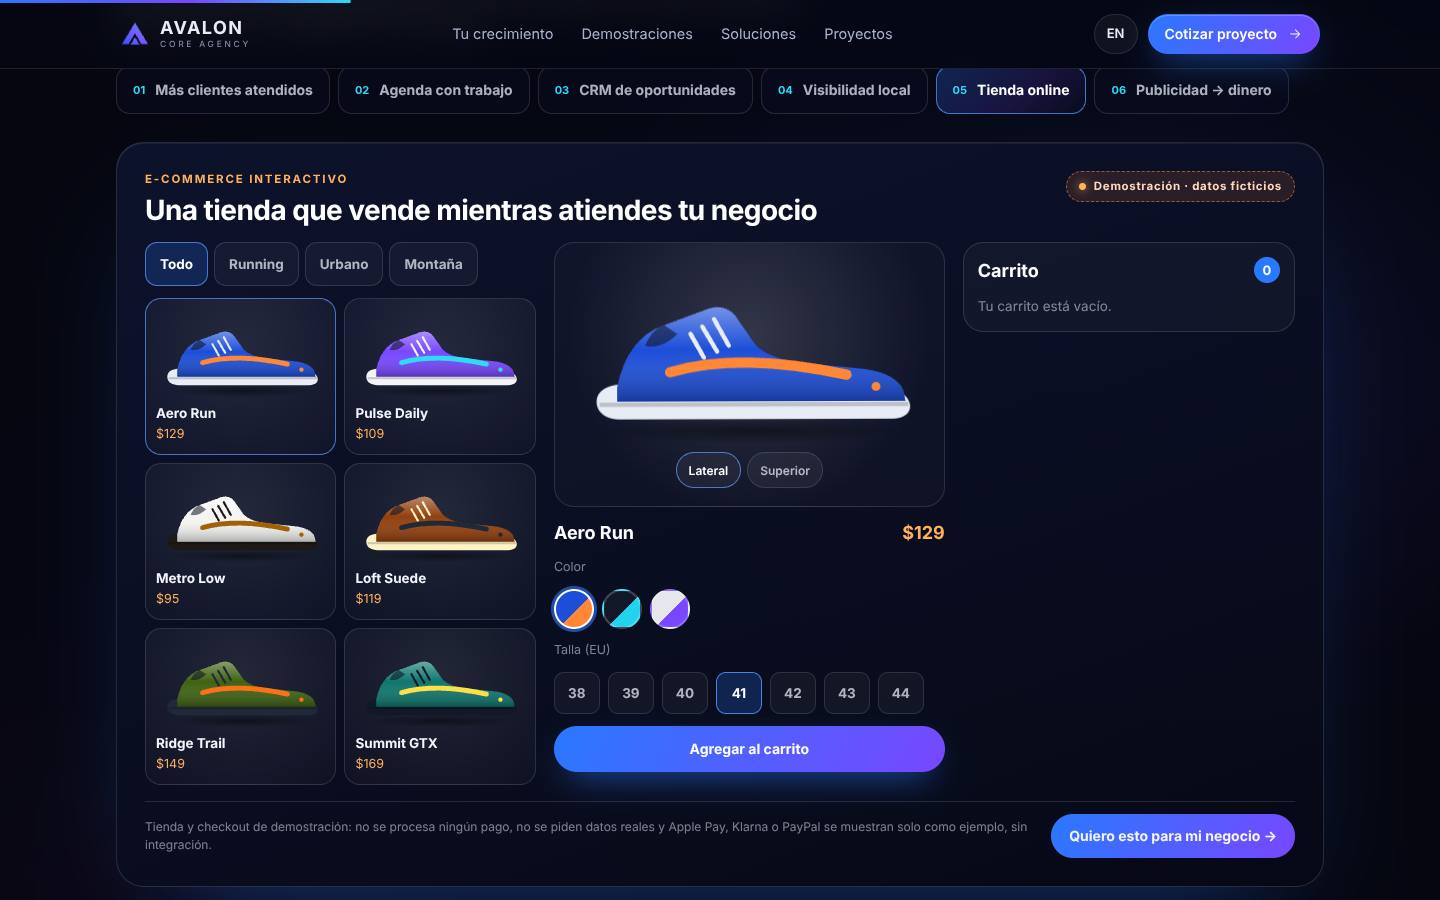 AVALON
CORE AGENCY
Tu crecimiento
Demostraciones
Soluciones
Proyectos
EN
Cotizar proyecto →
01 Más clientes atendidos
02 Agenda con trabajo
03 CRM de oportunidades
04 Visibilidad local
05 Tienda online
06 Publicidad → dinero
E-COMMERCE INTERACTIVO
Una tienda que vende mientras atiendes tu negocio
Demostración · datos ficticios
Todo
Running
Urbano
Montaña
Aero Run
$129
Pulse Daily
$109
Metro Low
$95
Loft Suede
$119
Ridge Trail
$149
Summit GTX
$169
Lateral
Superior
Aero Run
$129
Color
Talla (EU)
38
39
40
41
42
43
44
Agregar al carrito
Carrito
0
Tu carrito está vacío.
Tienda y checkout de demostración: no se procesa ningún pago, no se piden datos reales y Apple Pay, Klarna o PayPal se muestran solo como ejemplo, sin
integración.
Quiero esto para mi negocio →